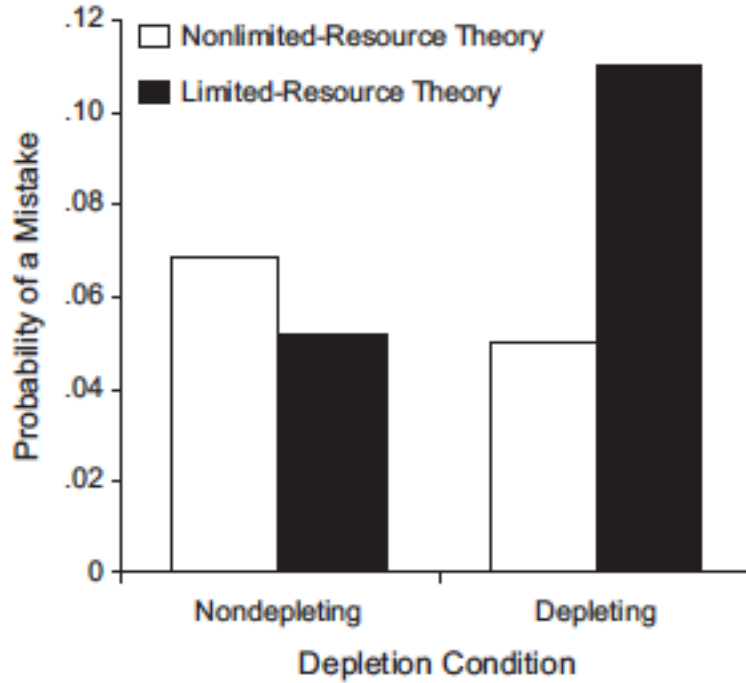 .12
Nonlimited-Resource Theory
Limited-Resource Theory
.10
.08
.06
.04
.02
0
Probability of a Mistake
Nondepleting
Depleting
Depletion Condition